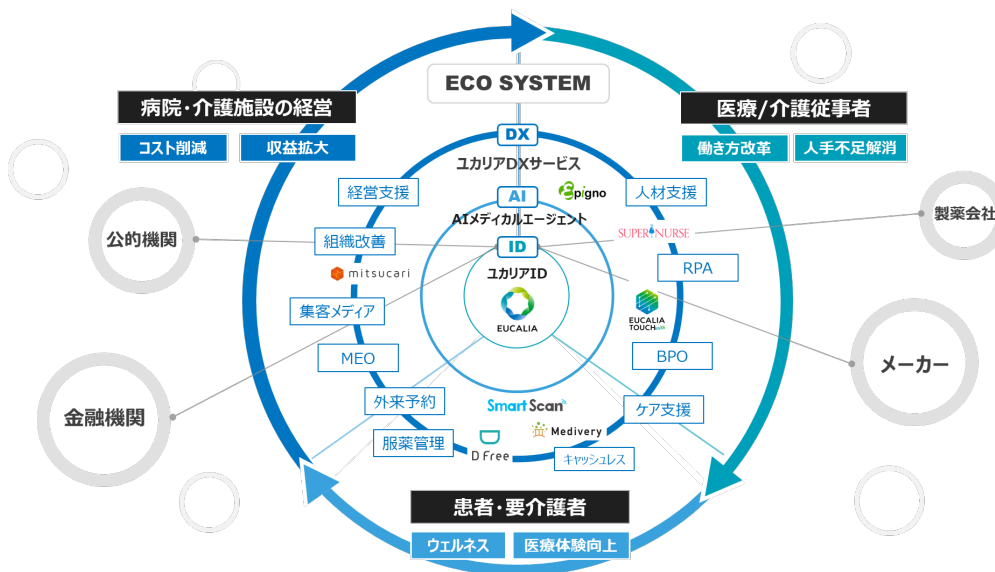 ECO SYSTEM
病院・介護施設の経営
コスト削減
収益拡大
医療/介護従事者
働き方改革
人手不足解消
DX
ユカリアDXサービス
経営支援
AI
Epigno
人材支援
AIメディカルエージェント
公的機関
組織改善
ID
SUPER NURSE
製薬会社
mitsucari
ユカリアID
RPA
集客メディア
EUCALIA
EUCALIA
TOUCH
MEO
BPO
メーカー
金融機関
外来予約
SmartScan
ケア支援
服薬管理
D Free
Medivery
キャッシュレス
患者・要介護者
ウェルネス
医療体験向上